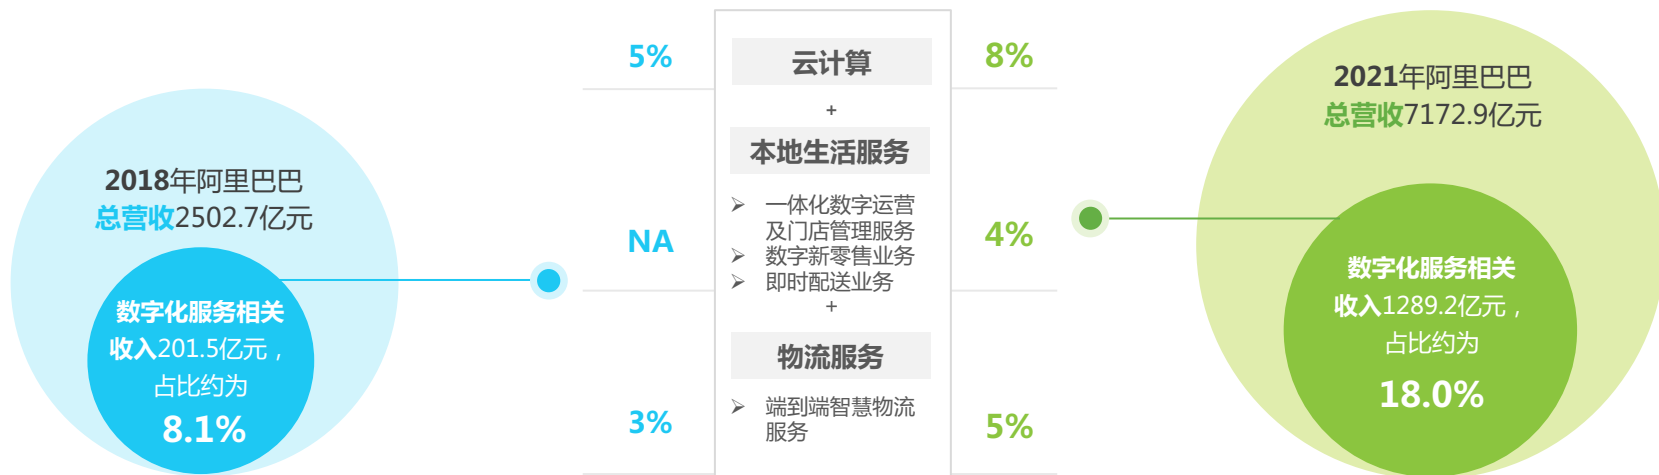 2018年阿里巴巴
总营收2502.7亿元
数字化服务相关
收入201.5亿元，
占比约为
8.1%
5%
NA
3%
云计算
+
本地生活服务
➢ 一体化数字运营
及门店管理服务
➢ 数字新零售业务
➢ 即时配送业务
+
物流服务
➢ 端到端智慧物流
服务
8%
4%
5%
2021年阿里巴巴
总营收7172.9亿元
数字化服务相关
收入1289.2亿元，
占比约为
18.0%